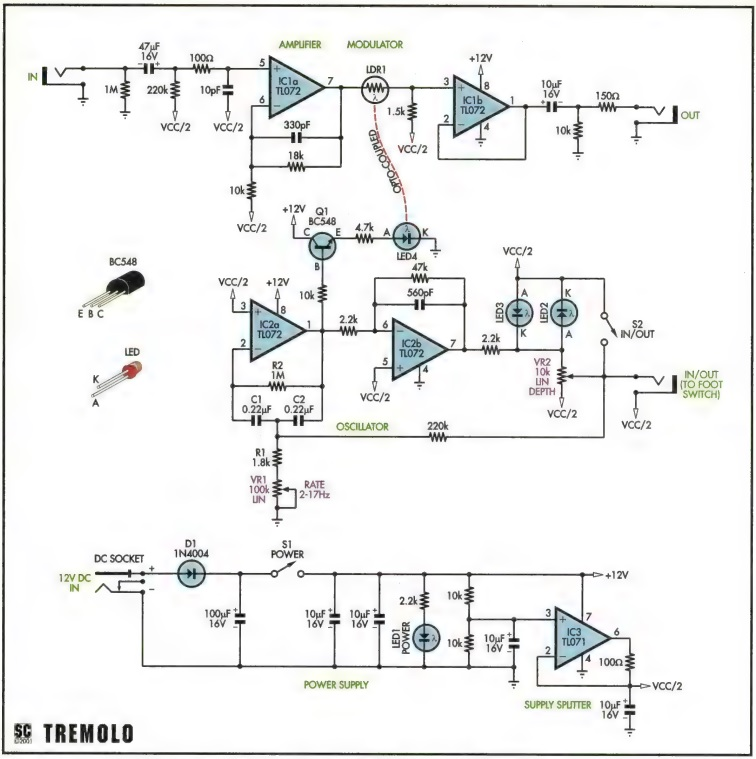 AMPLIFIER MODULATOR
47µF
16V
100Ω
IN
1M
220k
10pF
VCC/2
VCC/2
5
6
7
+
−
IC1a
TL072
LDR1
λ
330pF
18k
10k
VCC/2
1.5k
VCC/2
+12V
3
8
2
1
4
+
−
IC1b
TL072
10µF
16V
150Ω
10k
OUT
OPTO-COUPLED
+12V
Q1
BC548
C
E
B
4.7k
A
K
λ
LED4
10k
BC548
E B C
LED
K
A
VCC/2
+12V
3
8
2
1
+
−
IC2a
TL072
R2
1M
C1
0.22µF
C2
0.22µF
2.2k
47k
560pF
6
5
7
4
−
+
IC2b
TL072
VCC/2
2.2k
VCC/2
A
LED3
λ
K
K
LED2
λ
A
S2
IN/OUT
VR2
10k
LIN
DEPTH
VCC/2
IN/OUT
(TO FOOT
SWITCH)
VCC/2
OSCILLATOR
220k
R1
1.8k
VR1
100k
LIN
RATE
2-17Hz
DC SOCKET
12V DC
IN
+
−
D1
1N4004
S1
POWER
100µF
16V
10µF
16V
10µF
16V
2.2k
LED1
POWER
λ
10k
10k
10µF
16V
+12V
3
7
2
6
4
+
−
IC3
TL071
100Ω
VCC/2
10µF
16V
POWER SUPPLY
SUPPLY SPLITTER
SC
©2001
TREMOLO